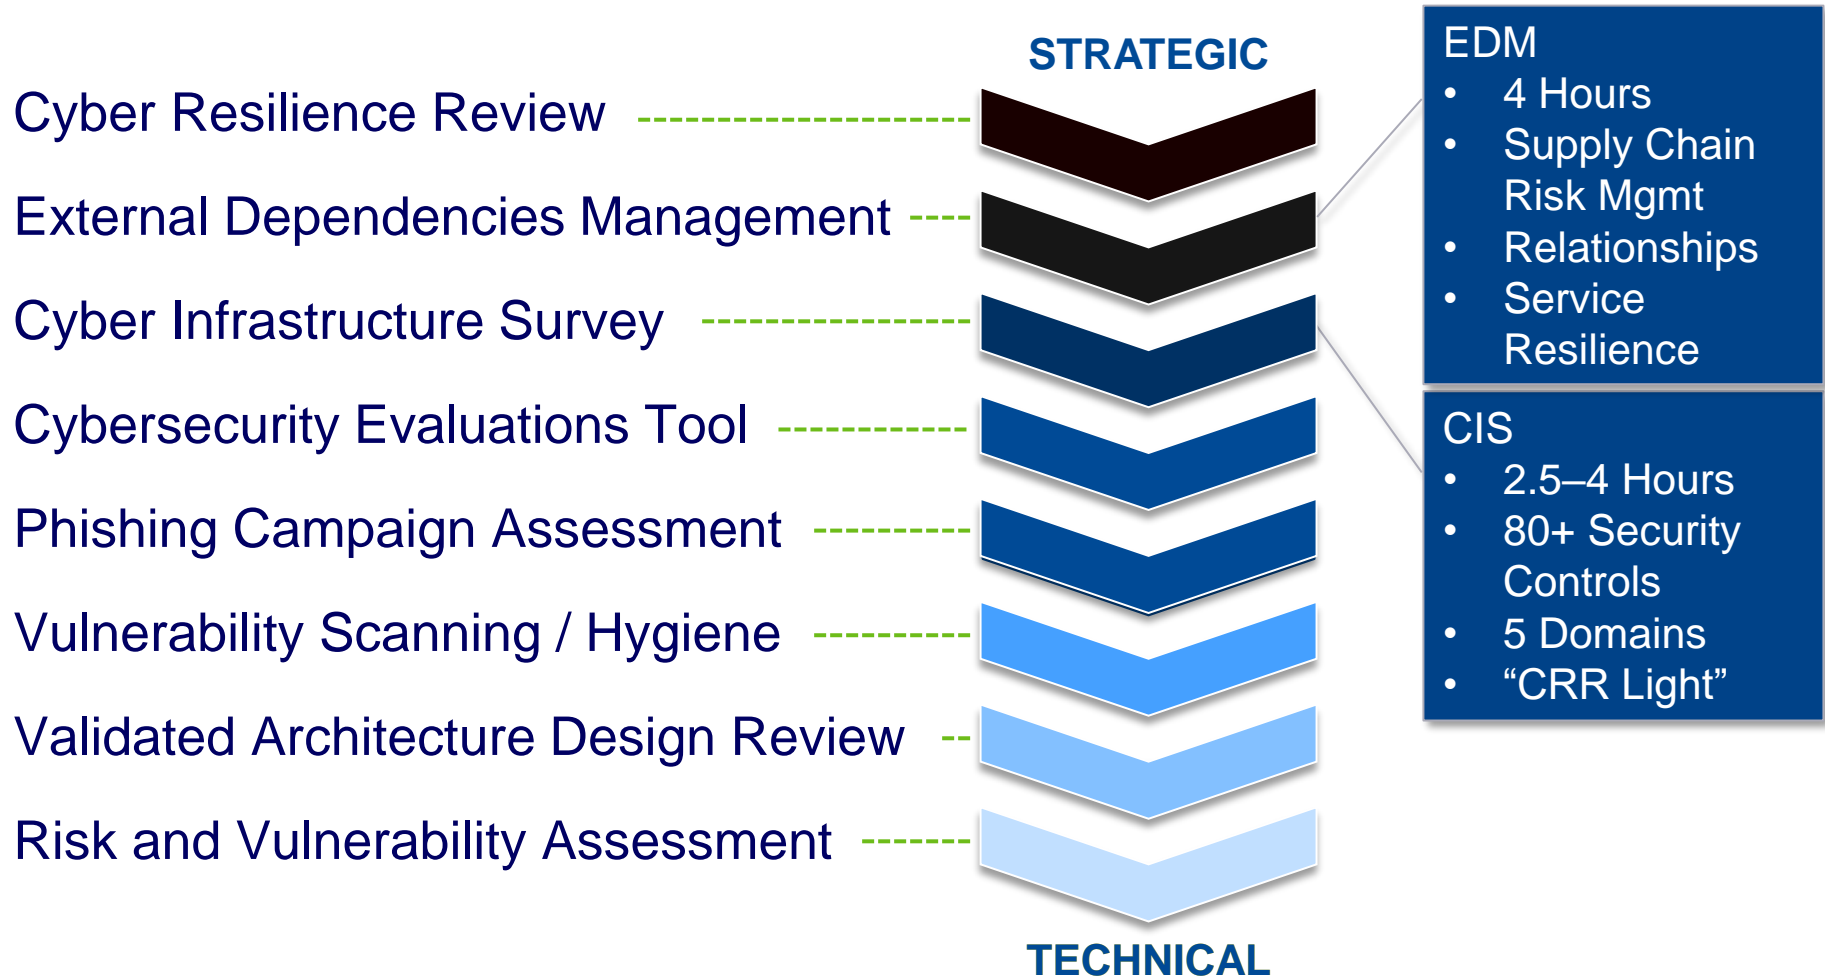 STRATEGIC
Cyber Resilience Review
External Dependencies Management
Cyber Infrastructure Survey
Cybersecurity Evaluations Tool
Phishing Campaign Assessment
Vulnerability Scanning / Hygiene
Validated Architecture Design Review
Risk and Vulnerability Assessment
TECHNICAL
EDM
• 4 Hours
• Supply Chain
Risk Mgmt
• Relationships
• Service
Resilience
CIS
• 2.5–4 Hours
• 80+ Security
Controls
• 5 Domains
• “CRR Light”